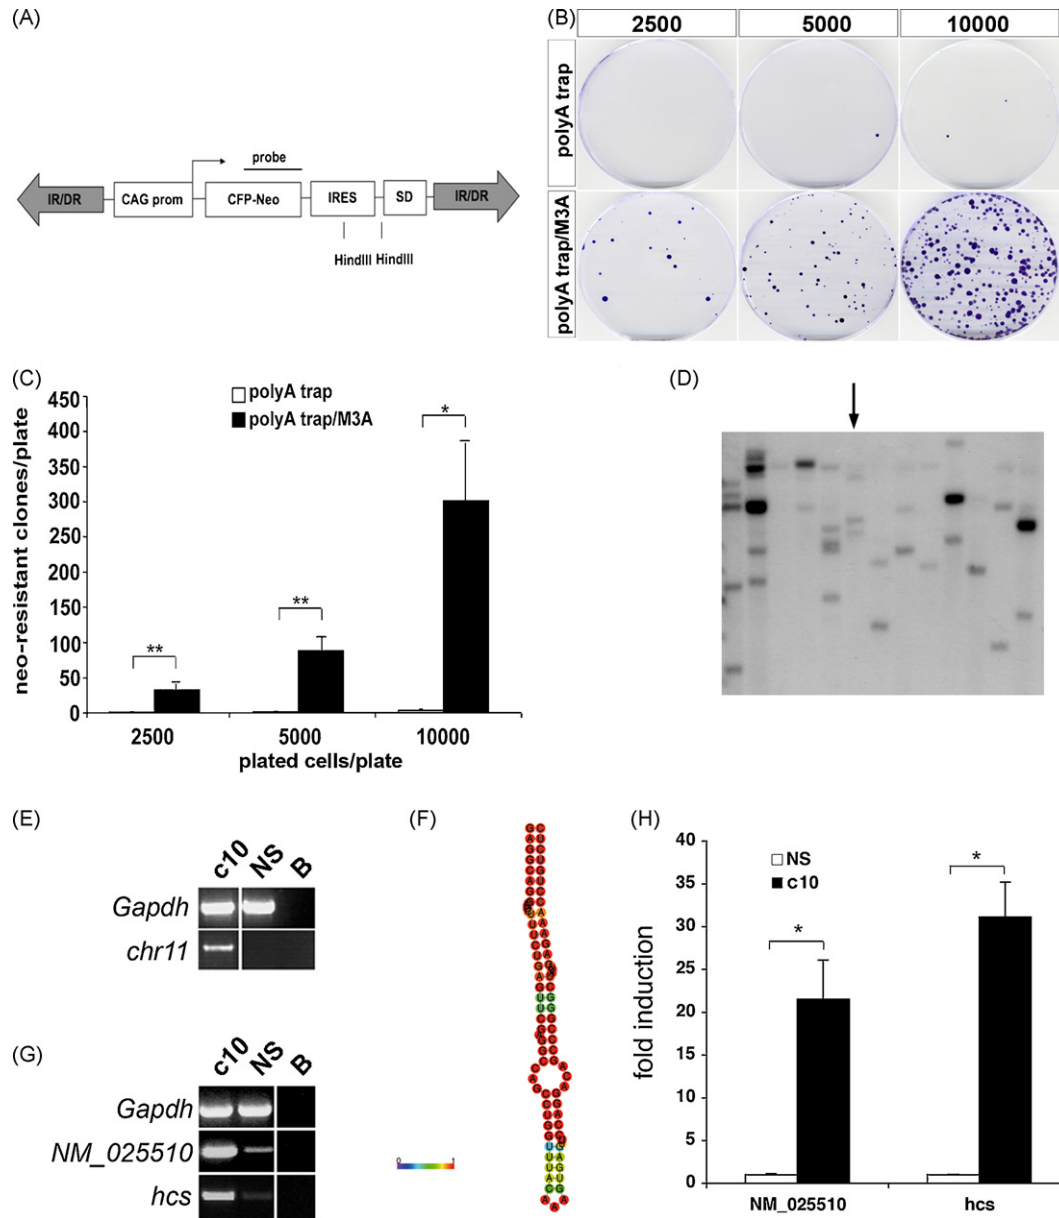 (A)
probe
IR/DR CAG prom CFP-Neo IRES SD IR/DR
HindIII HindIII
(B)
2500 5000 10000
polyA trap
polyA trap/M3A
(C)
polyA trap
polyA trap/M3A
neo-resistant clones/plate
450
400
350
300
250
200
150
100
50
0
** ** *
2500 5000 10000
plated cells/plate
(D)
(E)
c10 NS B
Gapdh
chr11
(F)
0 1
(G)
c10 NS B
Gapdh
NM_025510
hcs
(H)
NS
c10
fold induction
40
35
30
25
20
15
10
5
0
* *
NM_025510 hcs